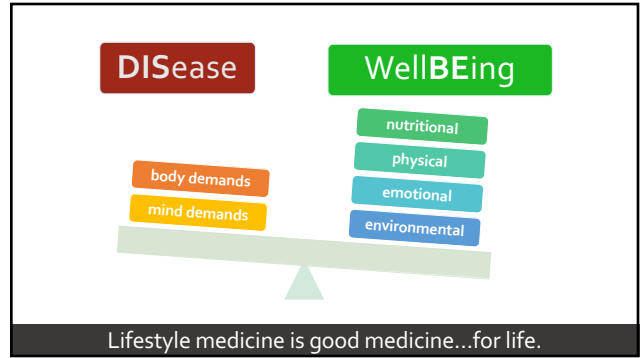 DISease
WellBEing
nutritional
physical
body demands
emotional
mind demands
environmental
Lifestyle medicine is good medicine...for life.